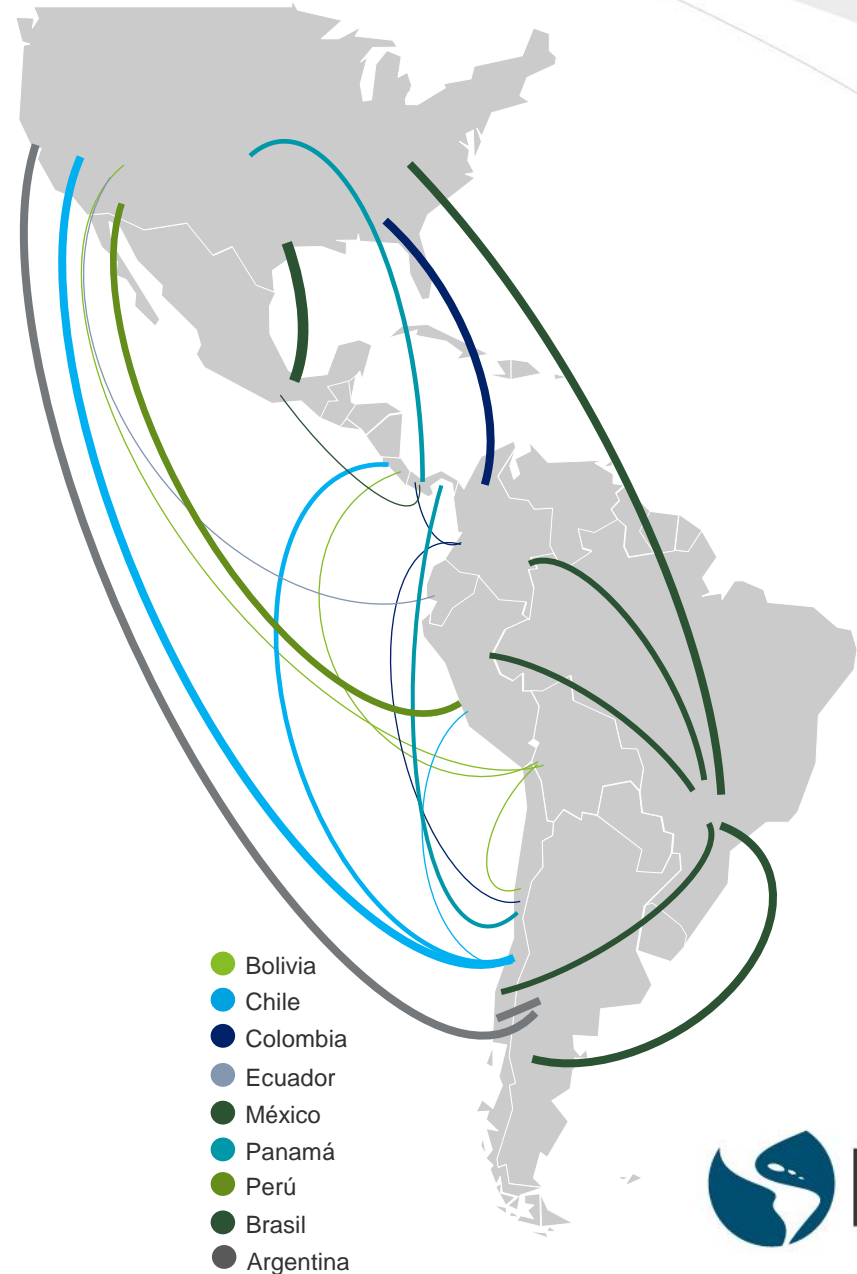 Bolivia
Chile
Colombia
Ecuador
México
Panamá
Perú
Brasil
Argentina